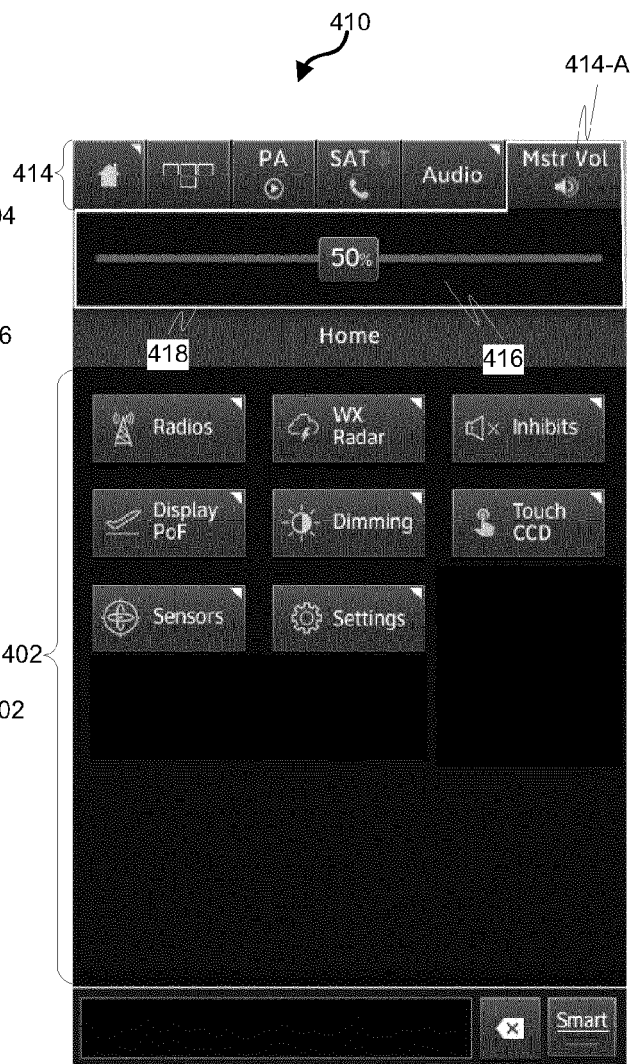 410
414-A
414
PA
SAT
Audio
Mstr Vol
04
50%
6
418
Home
416
Radios
WX
Radar
Inhibits
Display
PoF
Dimming
Touch
CCD
Sensors
Settings
402
02
Smart